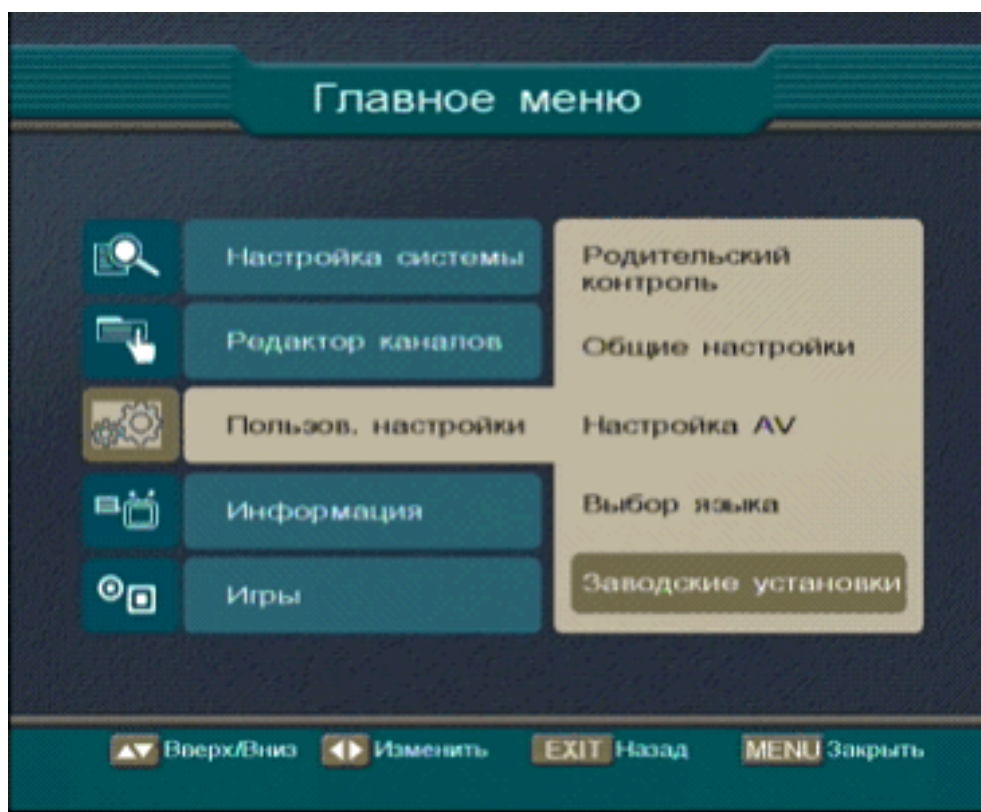 Главное меню
Настройка системы
Редактор каналов
Пользов. настройки
Информация
Игры
Родительский
контроль
Общие настройки
Настройка AV
Выбор языка
Заводские установки
Вверх/Вниз Изменить EXIT Назад MENU Закрыть